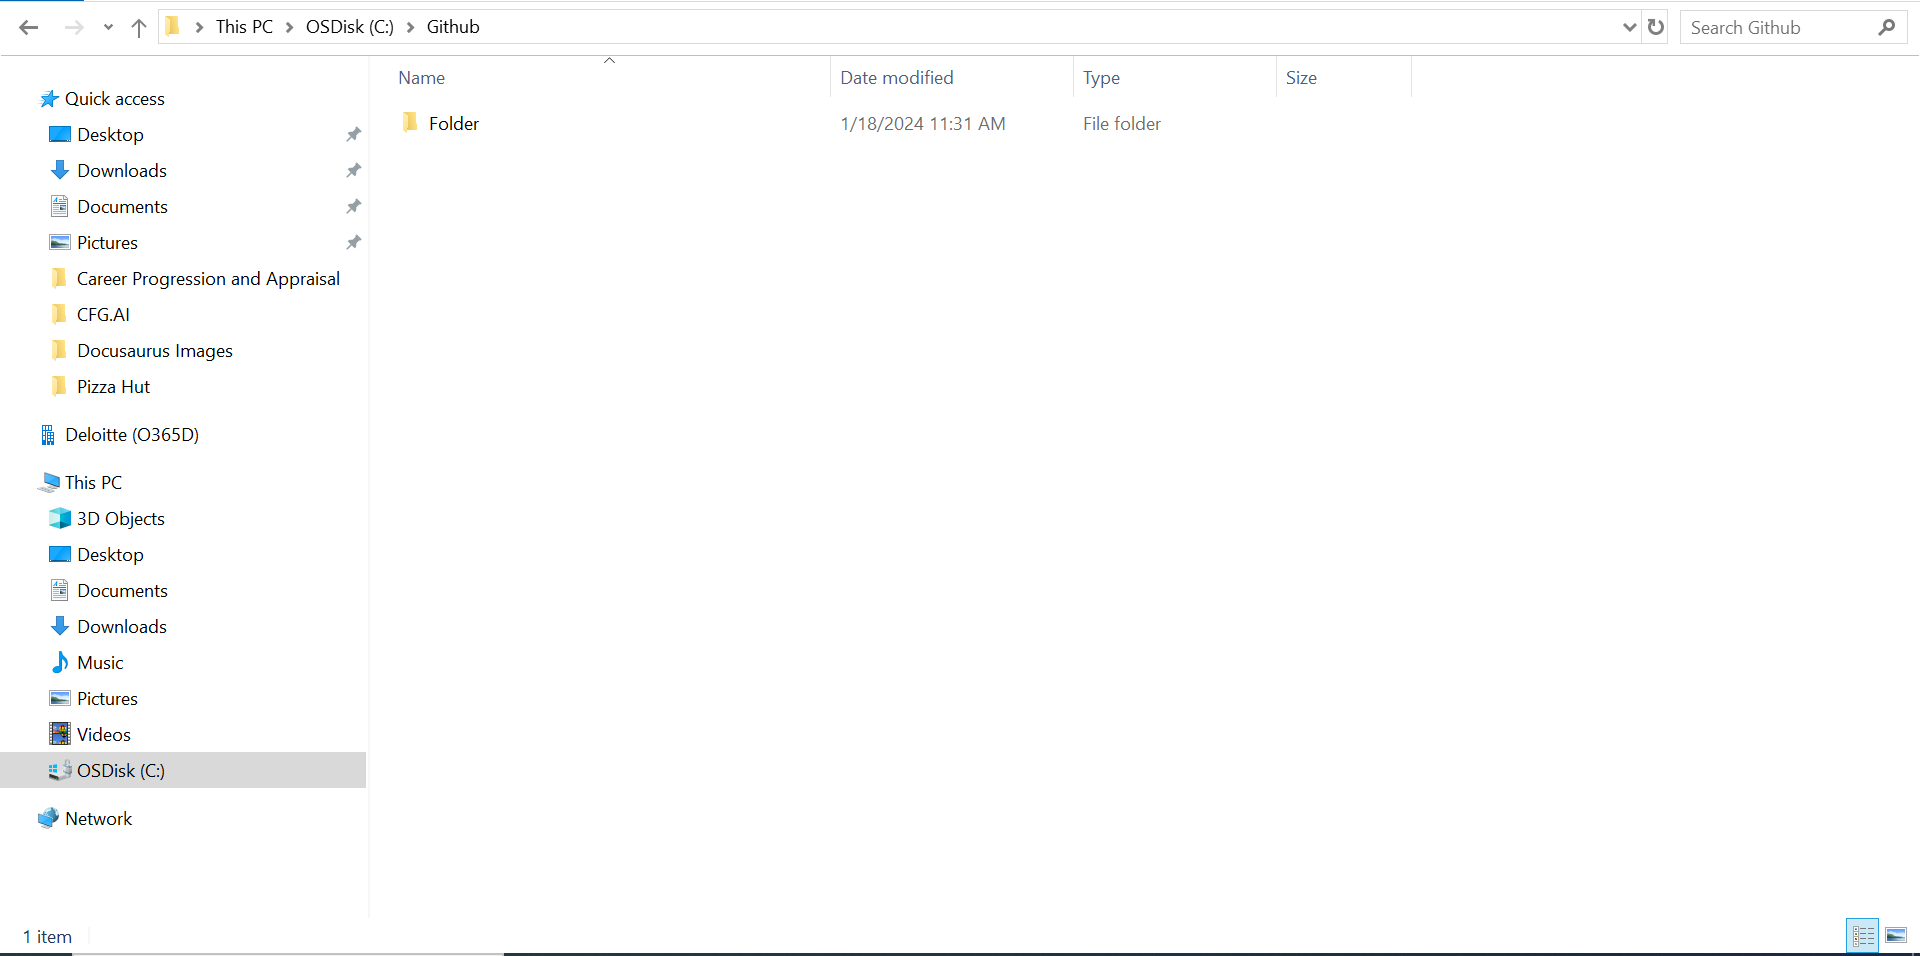 This PC > OSDisk (C:) > Github
Search Github
Name Date modified Type Size
Folder 1/18/2024 11:31 AM File folder
Quick access
Desktop
Downloads
Documents
Pictures
Career Progression and Appraisal
CFG.AI
Docusaurus Images
Pizza Hut
Deloitte (O365D)
This PC
3D Objects
Desktop
Documents
Downloads
Music
Pictures
Videos
OSDisk (C:)
Network
1 item